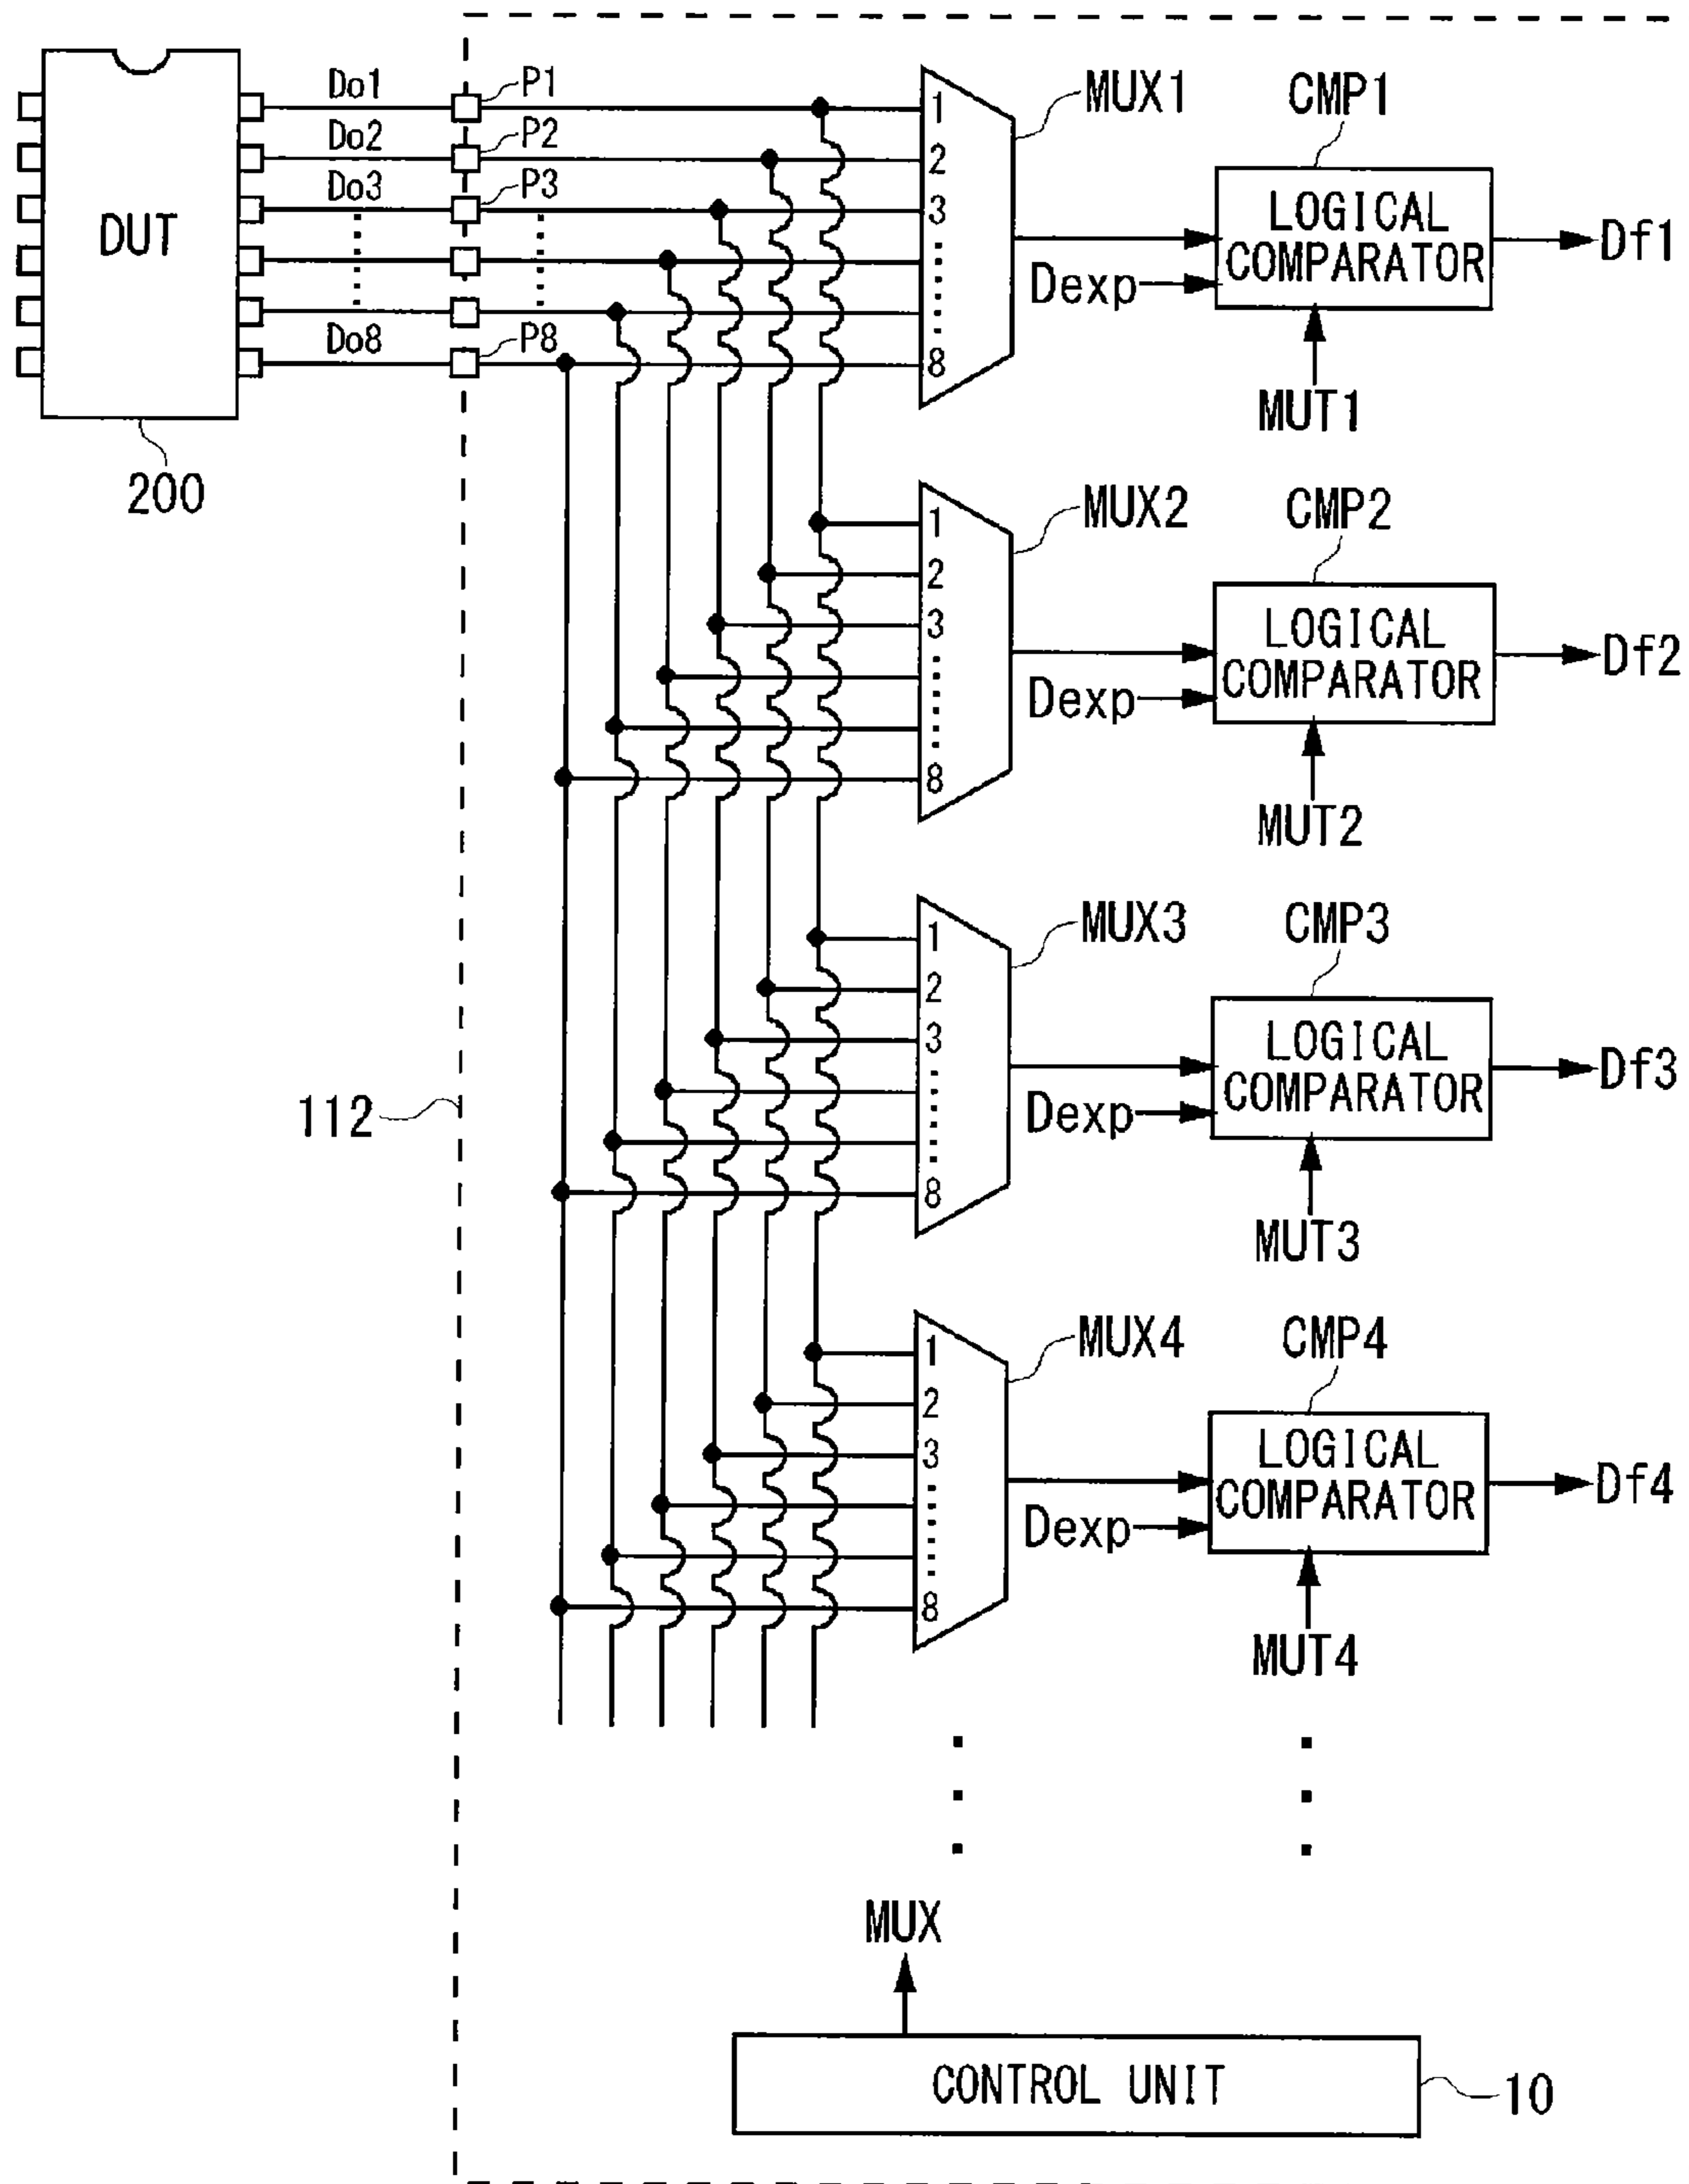 DUT
200
Do1
Do2
Do3
Do8
P1
P2
P3
P8
1
2
3
8
MUX1
CMP1
LOGICAL
COMPARATOR
Dexp
Df1
MUT1
1
2
3
8
MUX2
CMP2
LOGICAL
COMPARATOR
Dexp
Df2
MUT2
112
1
2
3
8
MUX3
CMP3
LOGICAL
COMPARATOR
Dexp
Df3
MUT3
1
2
3
8
MUX4
CMP4
LOGICAL
COMPARATOR
Dexp
Df4
MUT4
MUX
CONTROL UNIT
10